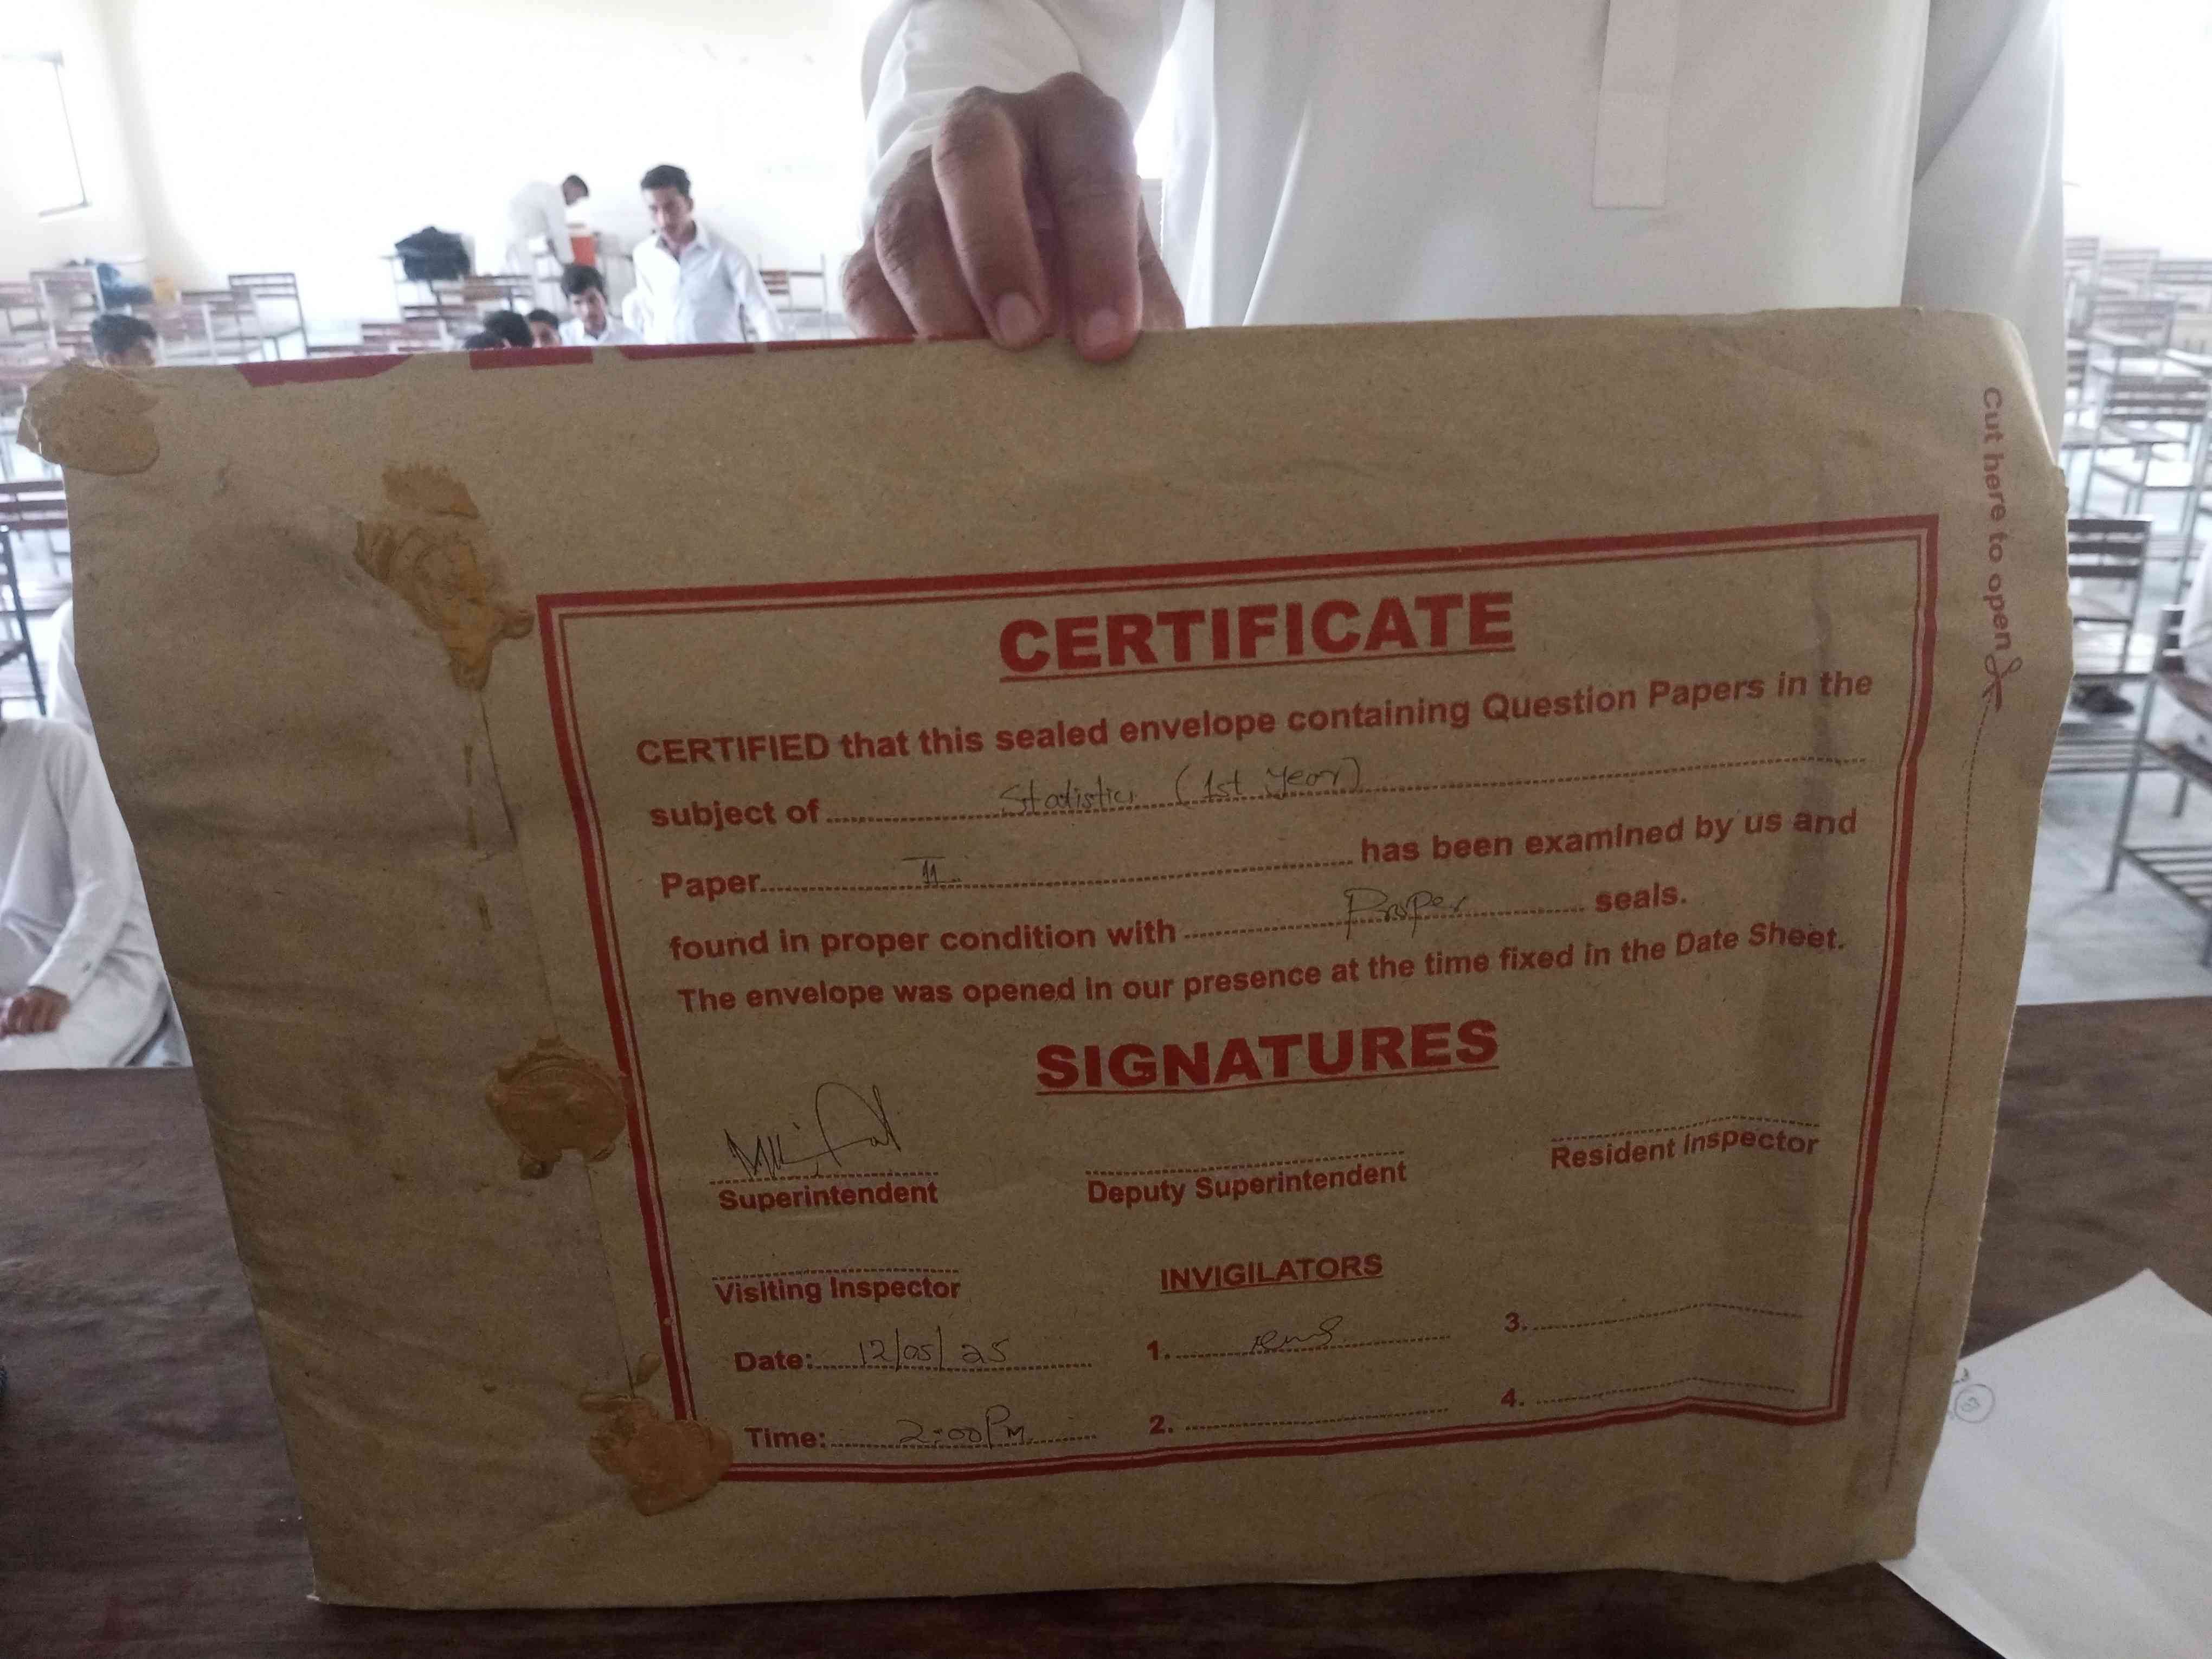 Cut here to open
CERTIFICATE
CERTIFIED that this sealed envelope containing Question Papers in the
subject of Statistics (1st Year)
Paper II has been examined by us and
found in proper condition with Proper seals.
The envelope was opened in our presence at the time fixed in the Date Sheet.
SIGNATURES
Superintendent
Deputy Superintendent
Resident Inspector
Visiting Inspector
INVIGILATORS
Date: 12/05/25
1.
3.
Time: 2:00 PM
2.
4.